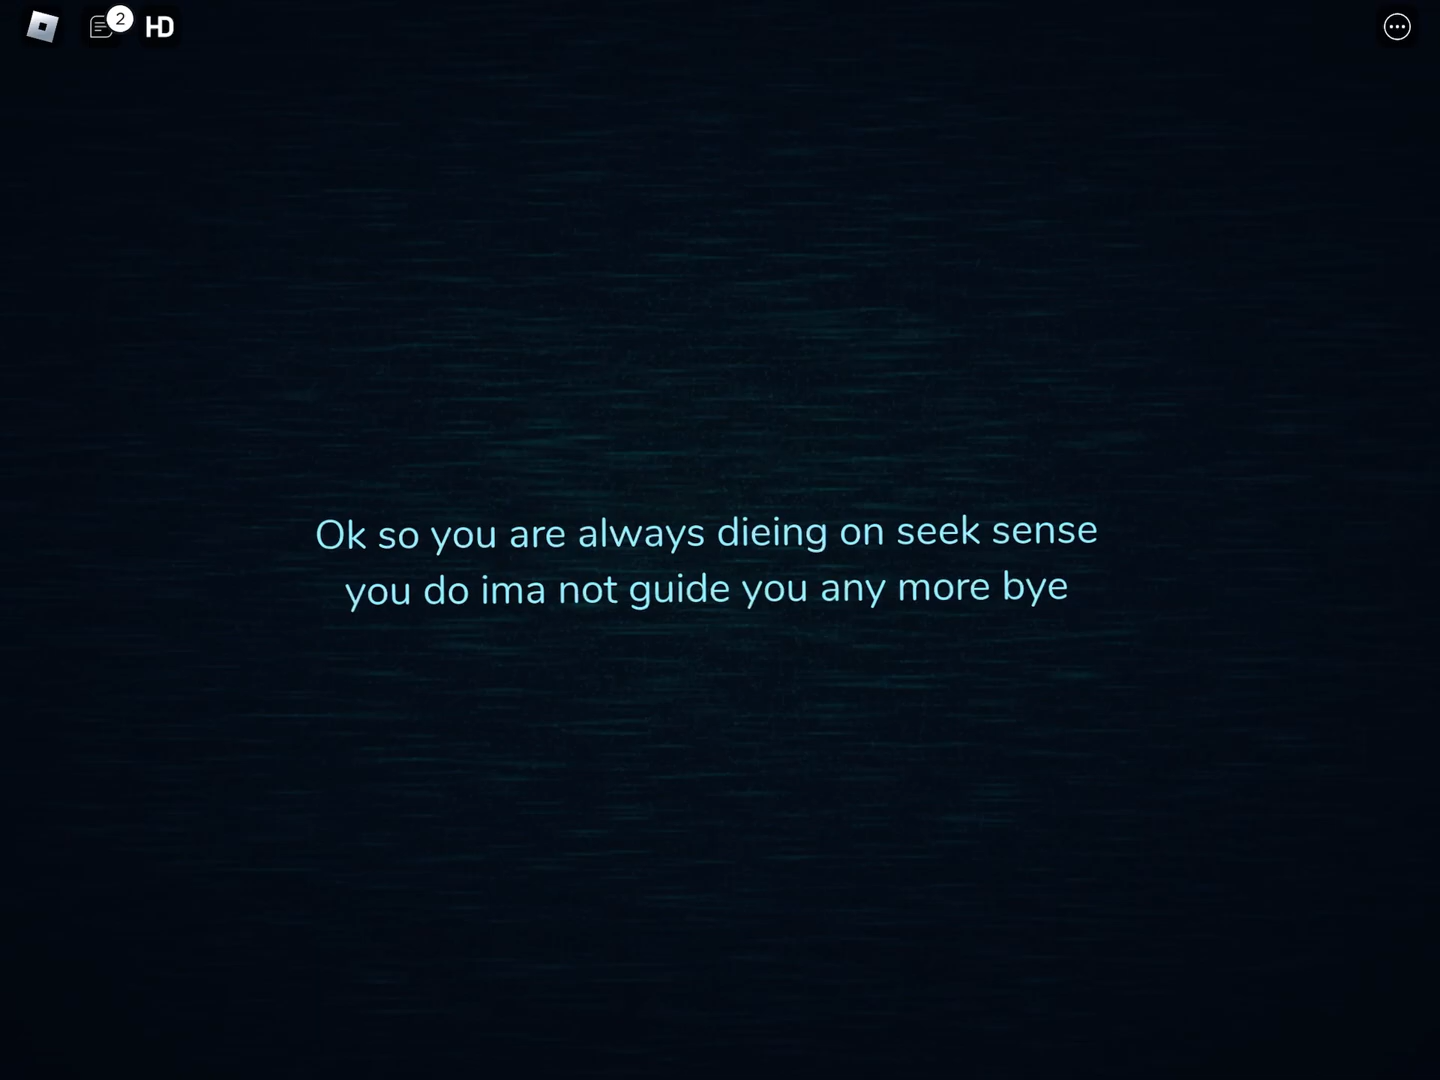 2
HD
Ok so you are always dieing on seek sense
you do ima not guide you any more bye